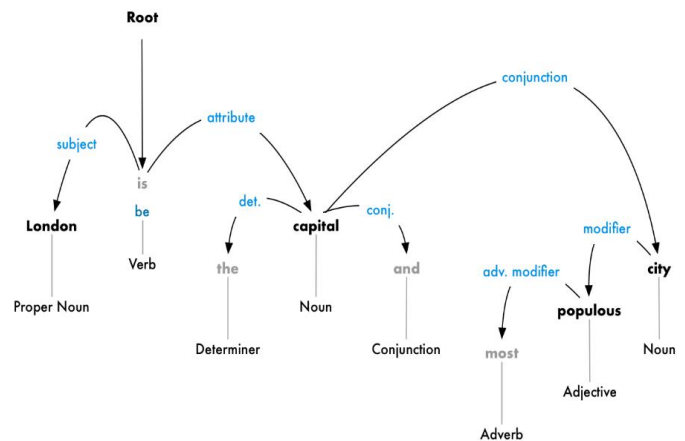 Root
conjunction
attribute
subject
is
det.
be
conj.
London
capital
modifier
Verb
the
and
adv. modifier
city
Proper Noun
Noun
populous
Determiner
Conjunction
most
Noun
Adjective
Adverb